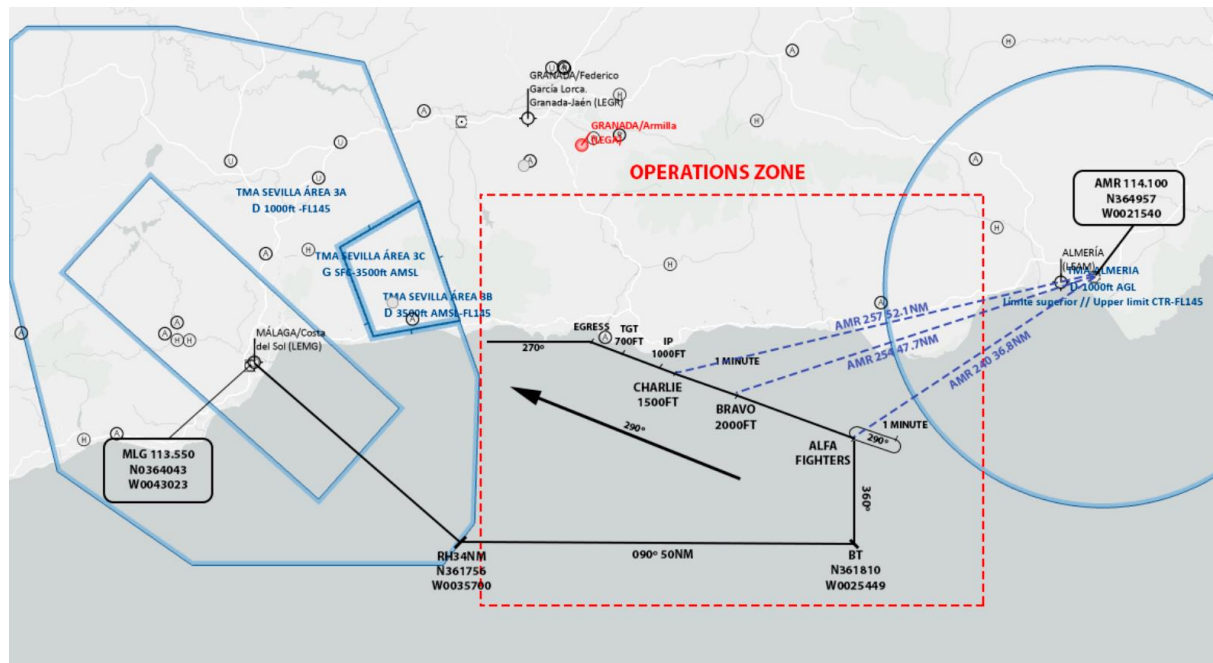 GRANADA/Federico
García Lorca.
Granada-Jaén (LEGR)
GRANADA/Armilla
(LEGA)
OPERATIONS ZONE
TMA SEVILLA ÁREA 3A
D 1000ft -FL145
AMR 114.100
N364957
W0021540
TMA SEVILLA ÁREA 3C
G SFC-3500ft AMSL
TMA SEVILLA ÁREA 3B
D 3500ft AMSL-FL145
ALMERÍA
(LEAM)
TMA ALMERIA
D 1000ft AGL
Límite superior // Upper limit CTR-FL145
MÁLAGA/Costa
del Sol (LEMG)
EGRESS
TGT
700FT
IP
1000FT
270º
1 MINUTE
AMR 257 52.1NM
AMR 254 47.7NM
AMR 240 36,8NM
CHARLIE
1500FT
BRAVO
2000FT
290º
ALFA
FIGHTERS
290º
1 MINUTE
360º
MLG 113.550
N0364043
W0043023
090º 50NM
RH34NM
N361756
W0035700
BT
N361810
W0025449